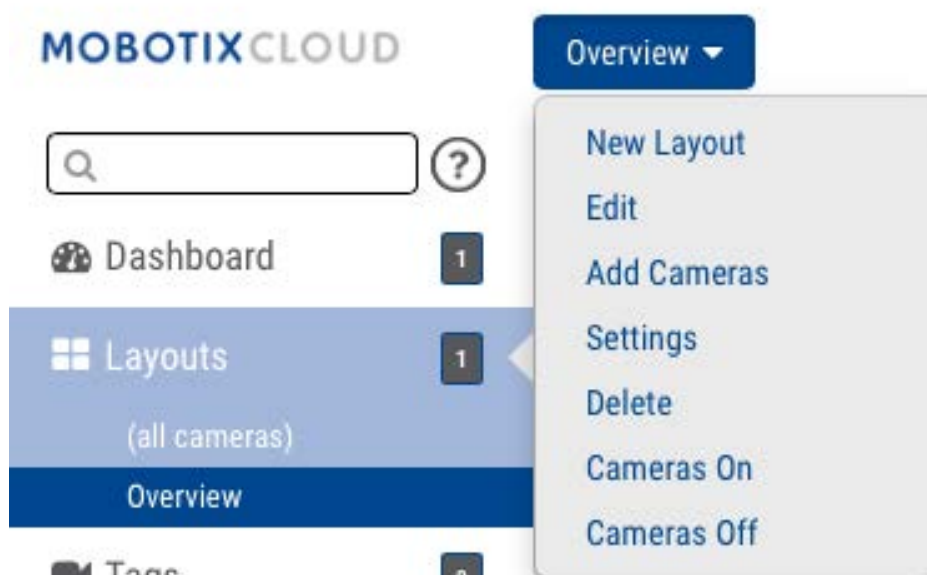 MOBOTIXCLOUD
Overview
?
Dashboard 1
Layouts 1
(all cameras)
Overview
Tags
New Layout
Edit
Add Cameras
Settings
Delete
Cameras On
Cameras Off